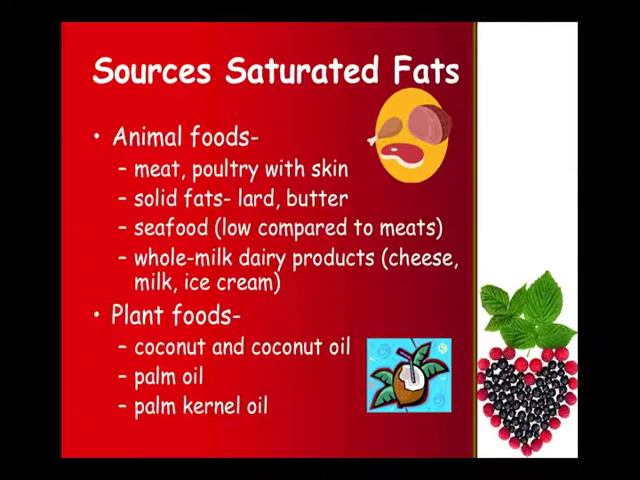 Sources Saturated Fats
• Animal foods-
– meat, poultry with skin
– solid fats- lard, butter
– seafood (low compared to meats)
– whole-milk dairy products (cheese,
milk, ice cream)
• Plant foods-
– coconut and coconut oil
– palm oil
– palm kernel oil